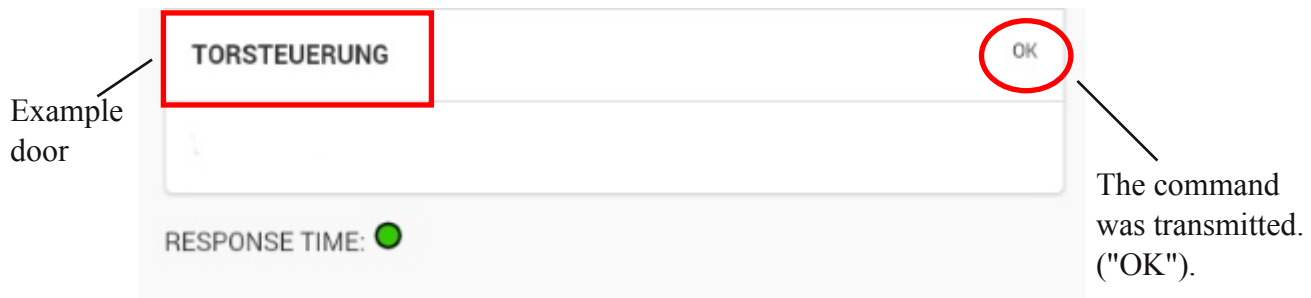 TORSTEUERUNG
OK
Example
door
The command
was transmitted.
("OK").
RESPONSE TIME: